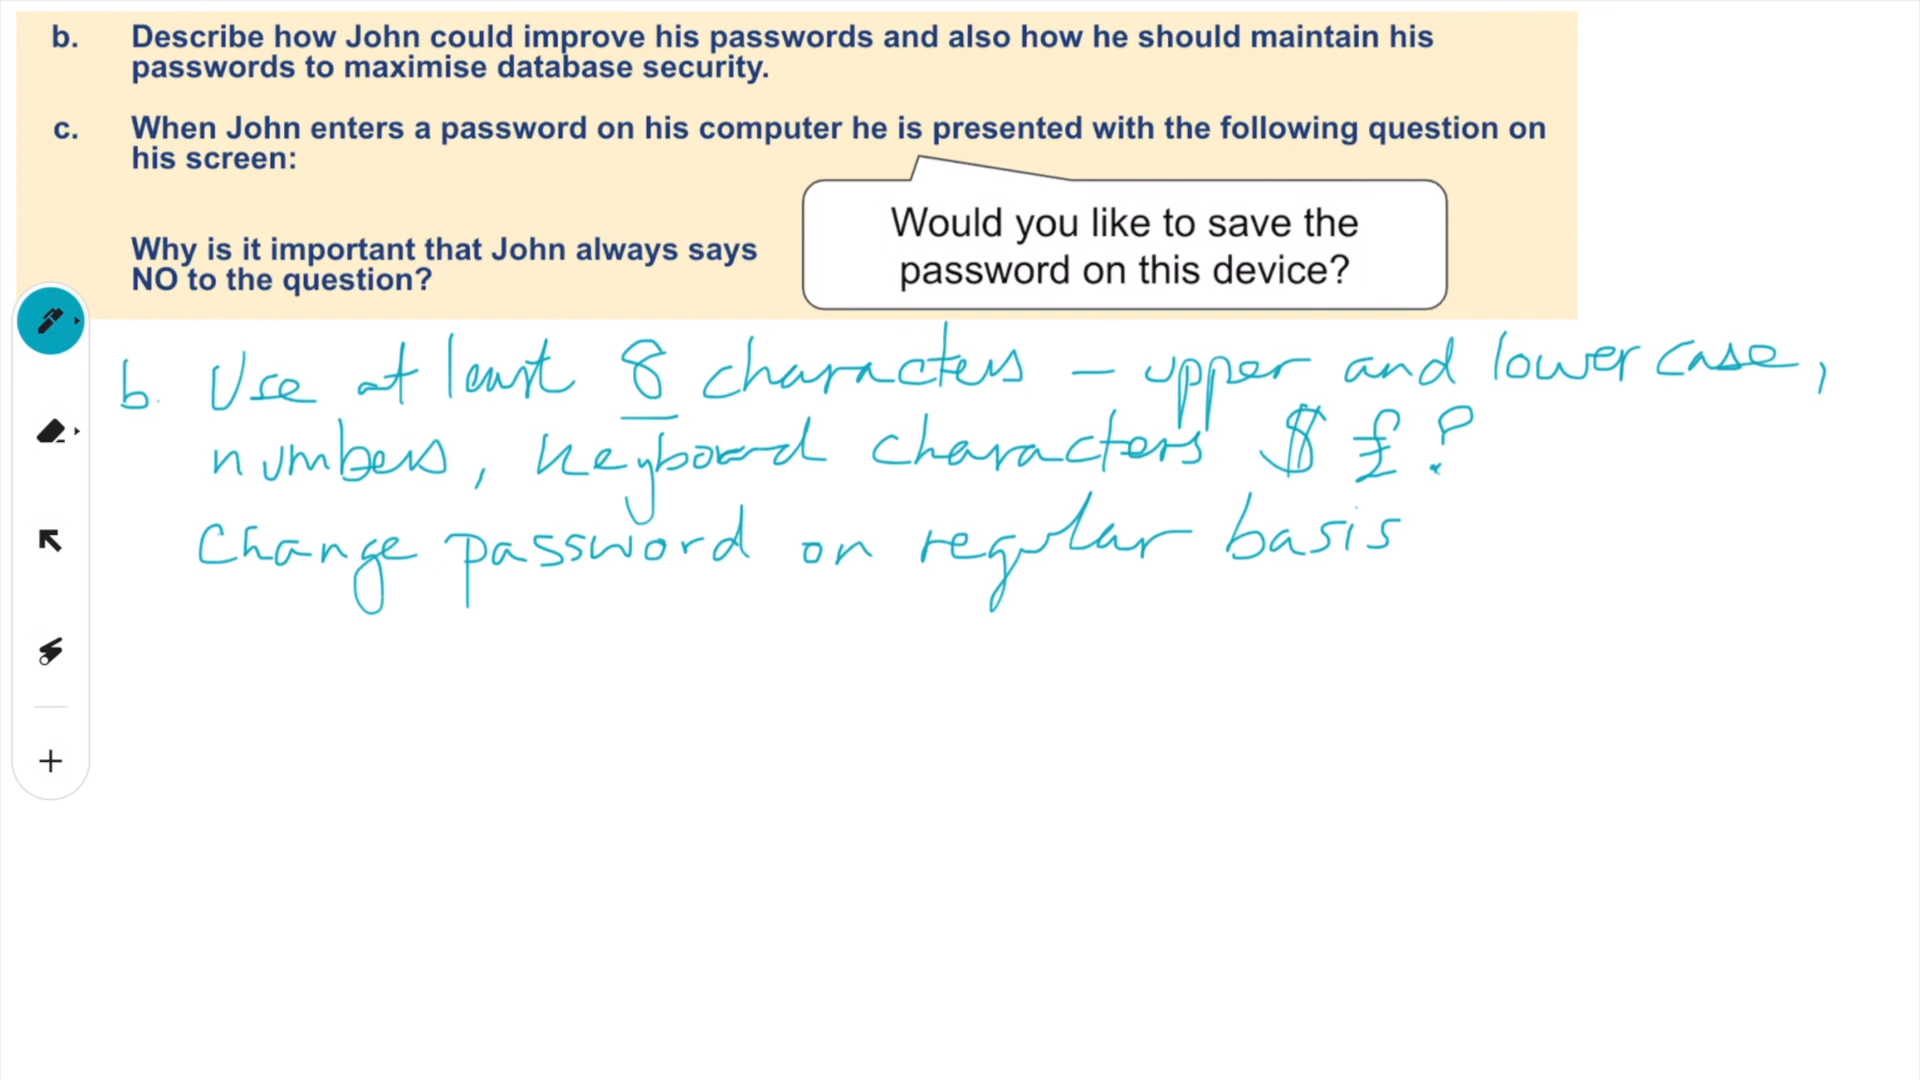 b. Describe how John could improve his passwords and also how he should maintain his
passwords to maximise database security.
c. When John enters a password on his computer he is presented with the following question on
his screen:
Would you like to save the
password on this device?
Why is it important that John always says
NO to the question?
b. Use at least 8 characters - upper and lower case,
numbers, keyboard characters $ £ ?
Change password on regular basis